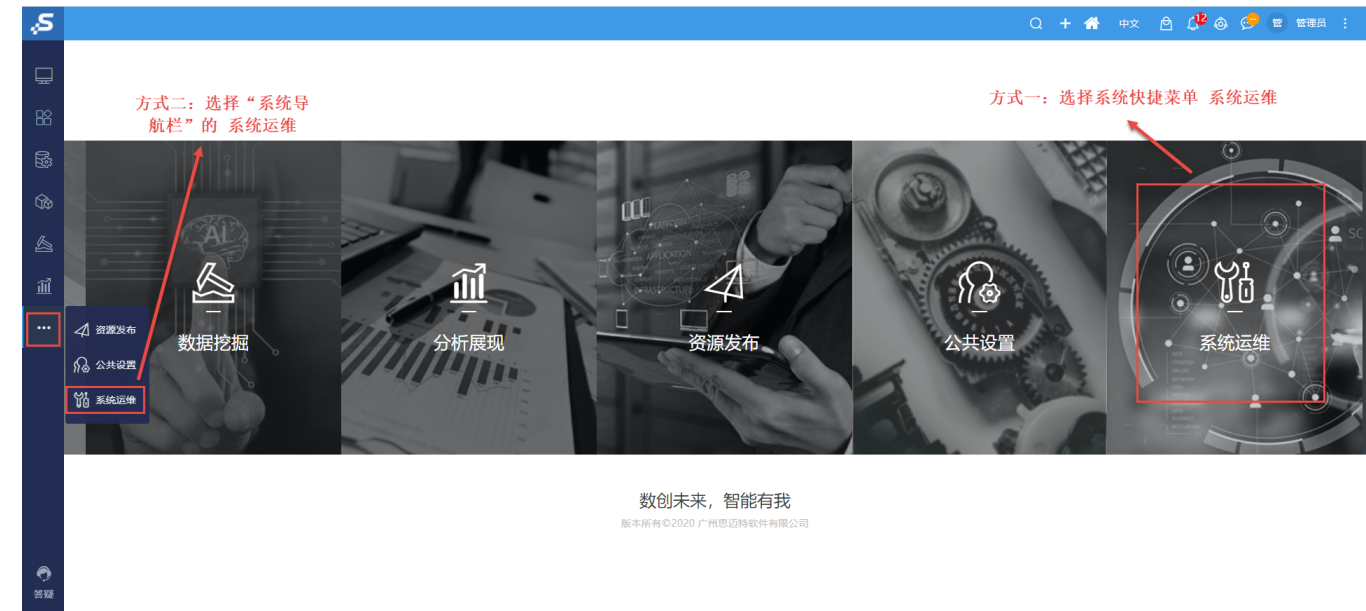 S
中文 12 管 管理员
方式二：选择“系统导
航栏”的 系统运维
方式一：选择系统快捷菜单 系统运维
AI
PLATFORM
APPLICATION
INFRASTRUCTURE
SC
资源发布
公共设置
系统运维
数据挖掘
分析展现
资源发布
公共设置
系统运维
数创未来，智能有我
版本所有©2020 广州思迈特软件有限公司
答疑